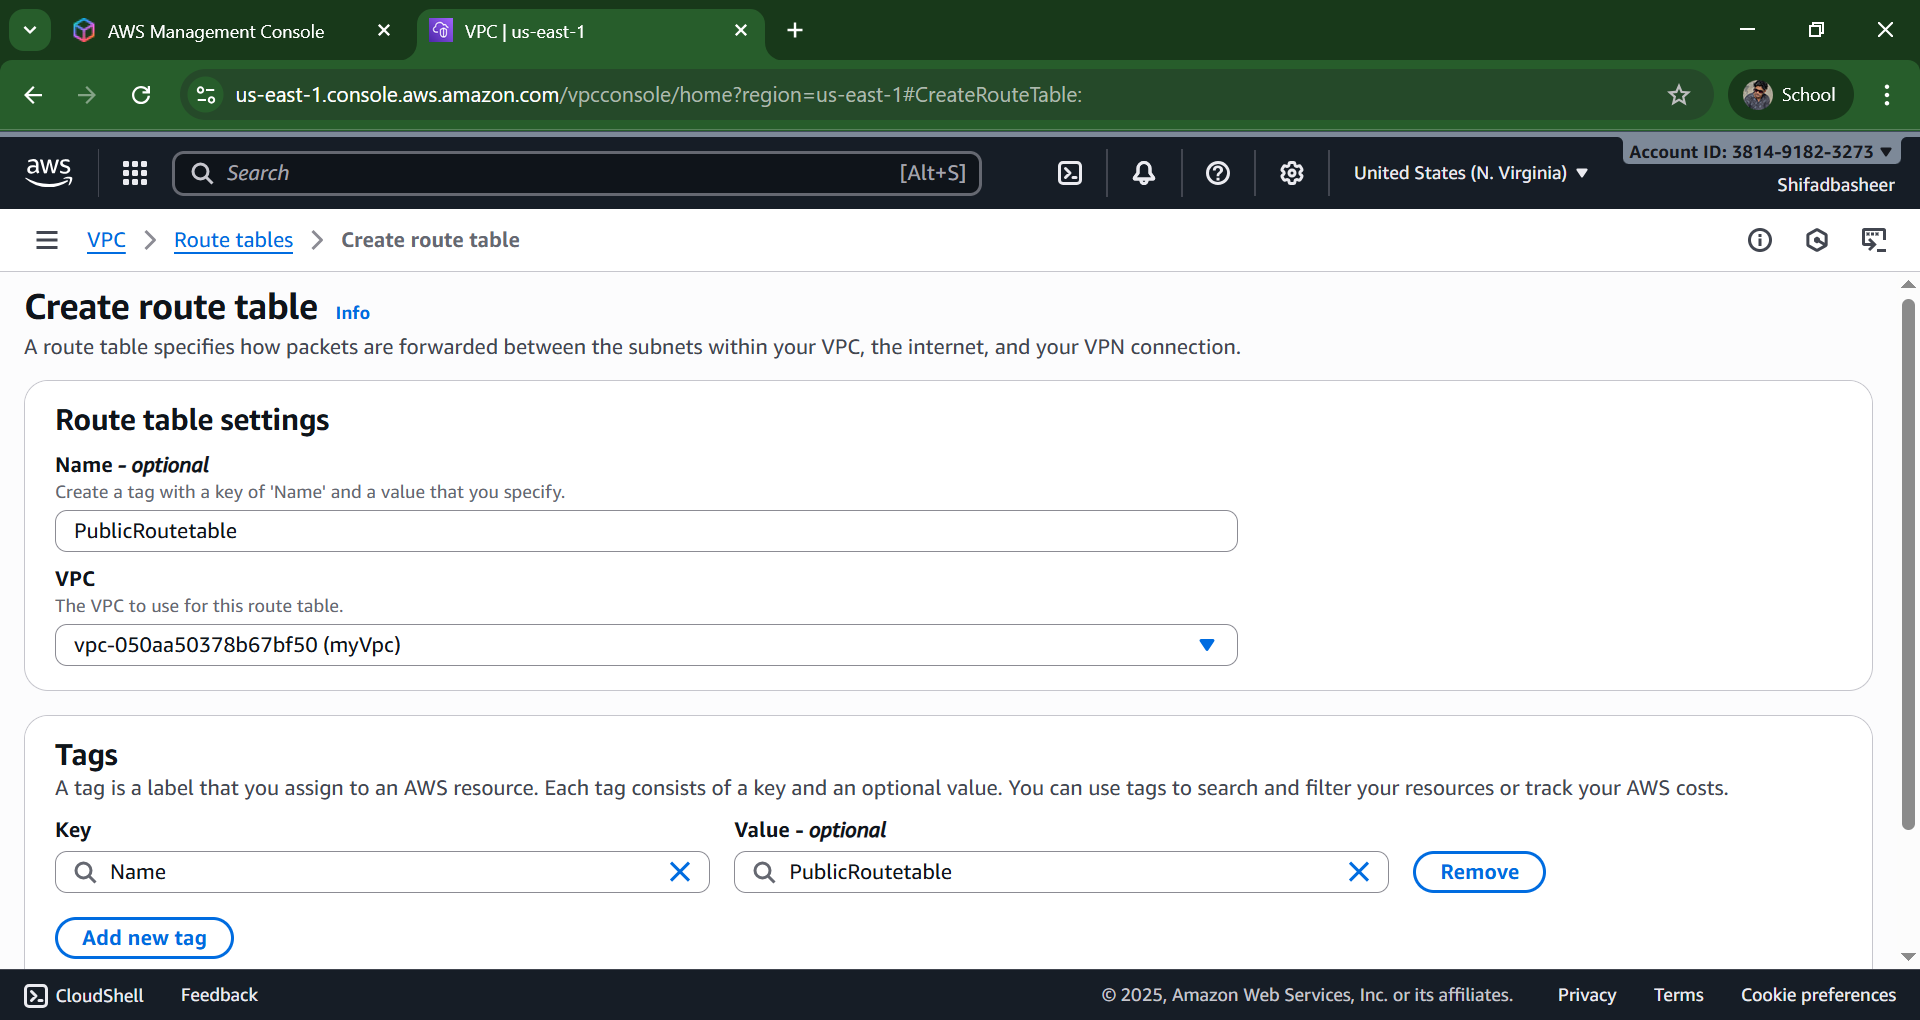 AWS Management Console
VPC | us-east-1
us-east-1.console.aws.amazon.com/vpcconsole/home?region=us-east-1#CreateRouteTable:
School
aws
Search
[Alt+S]
United States (N. Virginia)
Account ID: 3814-9182-3273
Shifadbasheer
VPC
Route tables
Create route table
Create route table
Info
A route table specifies how packets are forwarded between the subnets within your VPC, the internet, and your VPN connection.
Route table settings
Name - optional
Create a tag with a key of 'Name' and a value that you specify.
PublicRoutetable
VPC
The VPC to use for this route table.
vpc-050aa50378b67bf50 (myVpc)
Tags
A tag is a label that you assign to an AWS resource. Each tag consists of a key and an optional value. You can use tags to search and filter your resources or track your AWS costs.
Key
Value - optional
Name
PublicRoutetable
Remove
Add new tag
CloudShell
Feedback
© 2025, Amazon Web Services, Inc. or its affiliates.
Privacy
Terms
Cookie preferences